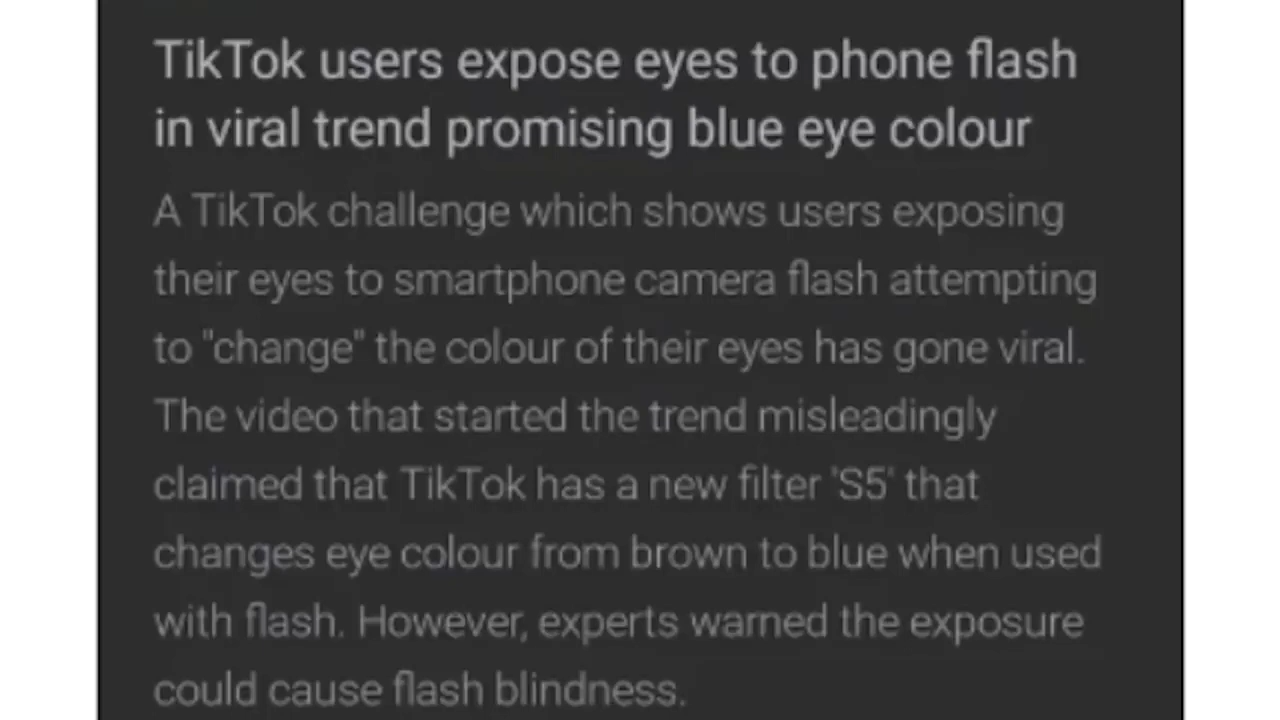 TikTok users expose eyes to phone flash
in viral trend promising blue eye colour
A TikTok challenge which shows users exposing
their eyes to smartphone camera flash attempting
to "change" the colour of their eyes has gone viral.
The video that started the trend misleadingly
claimed that TikTok has a new filter 'S5' that
changes eye colour from brown to blue when used
with flash. However, experts warned the exposure
could cause flash blindness.